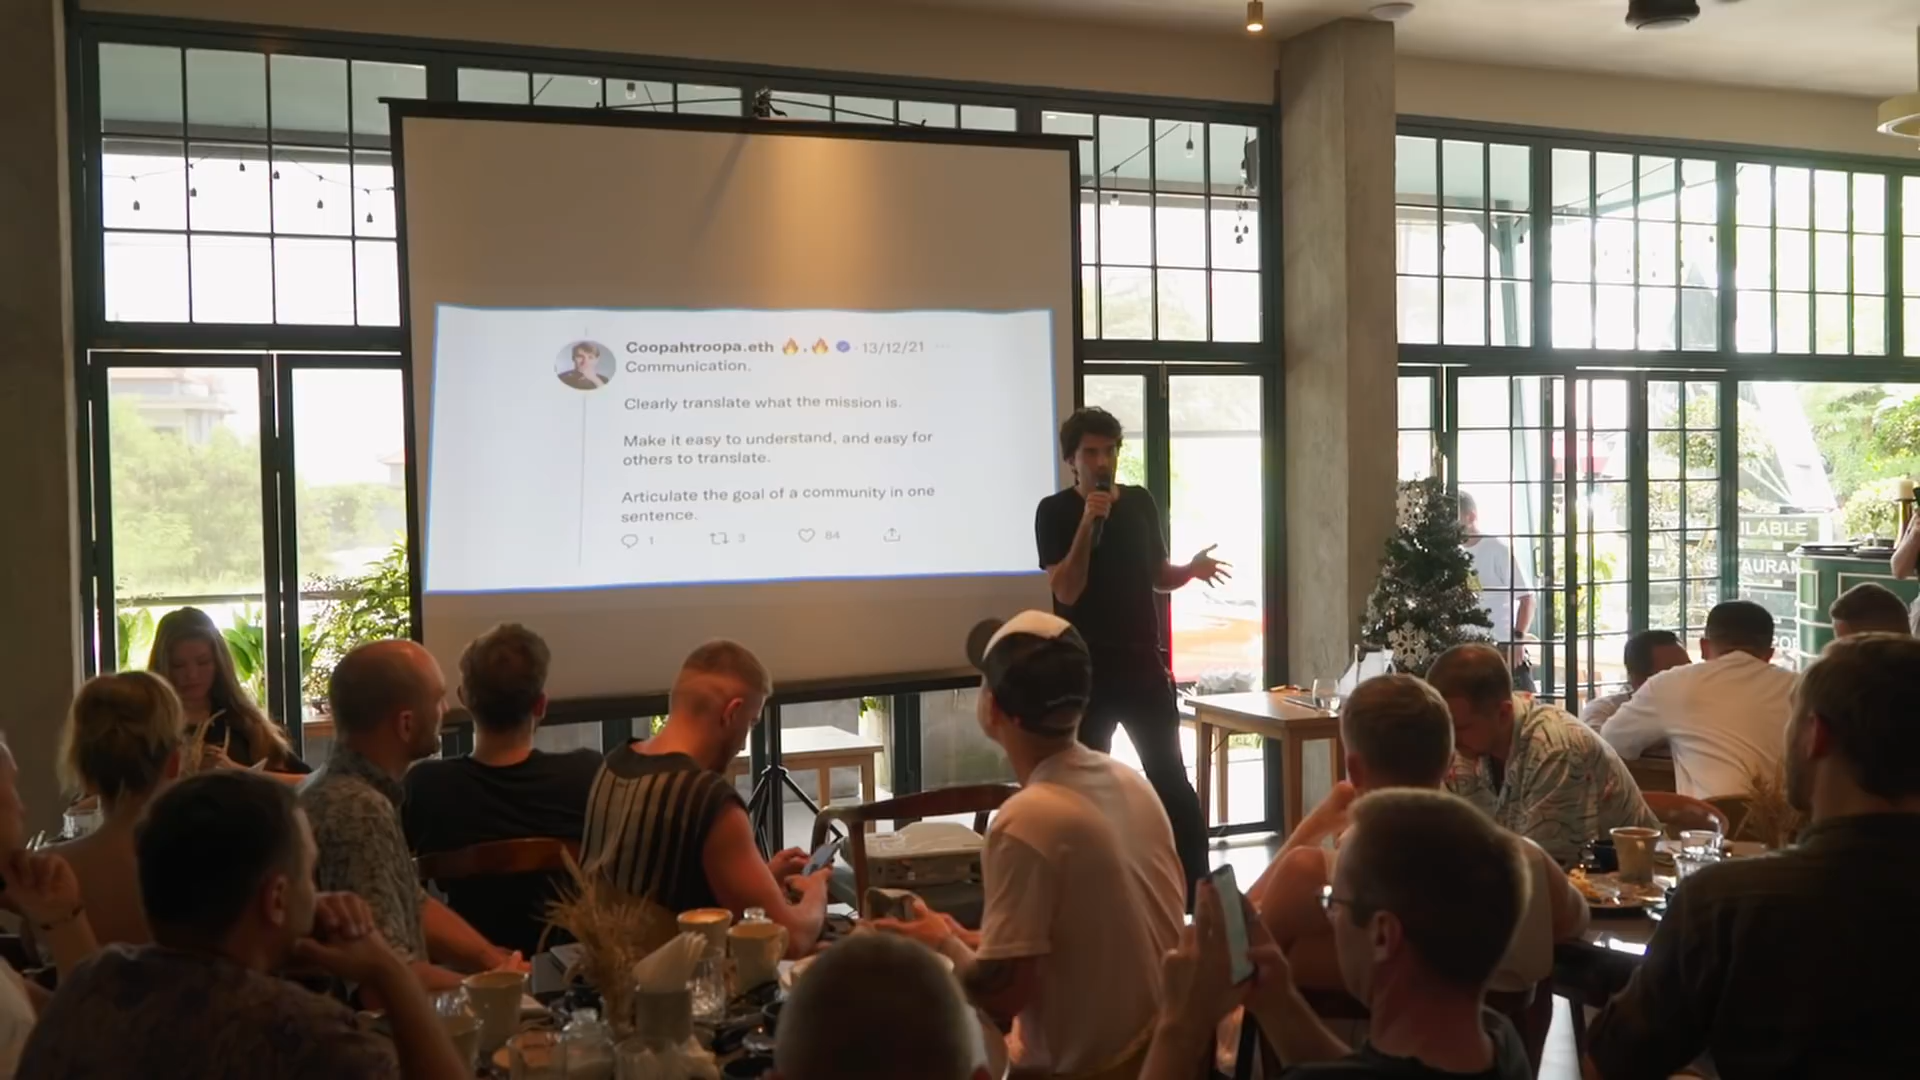 Coopahtroopa.eth 🔥.🔥 · 13/12/21 ...
Communication.
Clearly translate what the mission is.
Make it easy to understand, and easy for
others to translate.
Articulate the goal of a community in one
sentence.
1 3 84